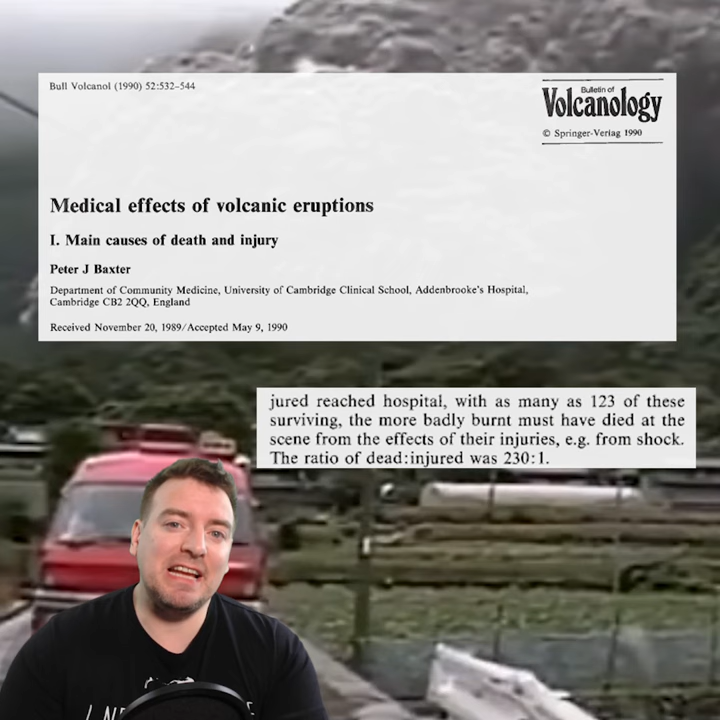 Bull Volcanol (1990) 52:532–544
Bulletin of
Volcanology
© Springer-Verlag 1990
Medical effects of volcanic eruptions
I. Main causes of death and injury
Peter J Baxter
Department of Community Medicine, University of Cambridge Clinical School, Addenbrooke's Hospital,
Cambridge CB2 2QQ, England
Received November 20, 1989/Accepted May 9, 1990
jured reached hospital, with as many as 123 of these
surviving, the more badly burnt must have died at the
scene from the effects of their injuries, e.g. from shock.
The ratio of dead:injured was 230:1.